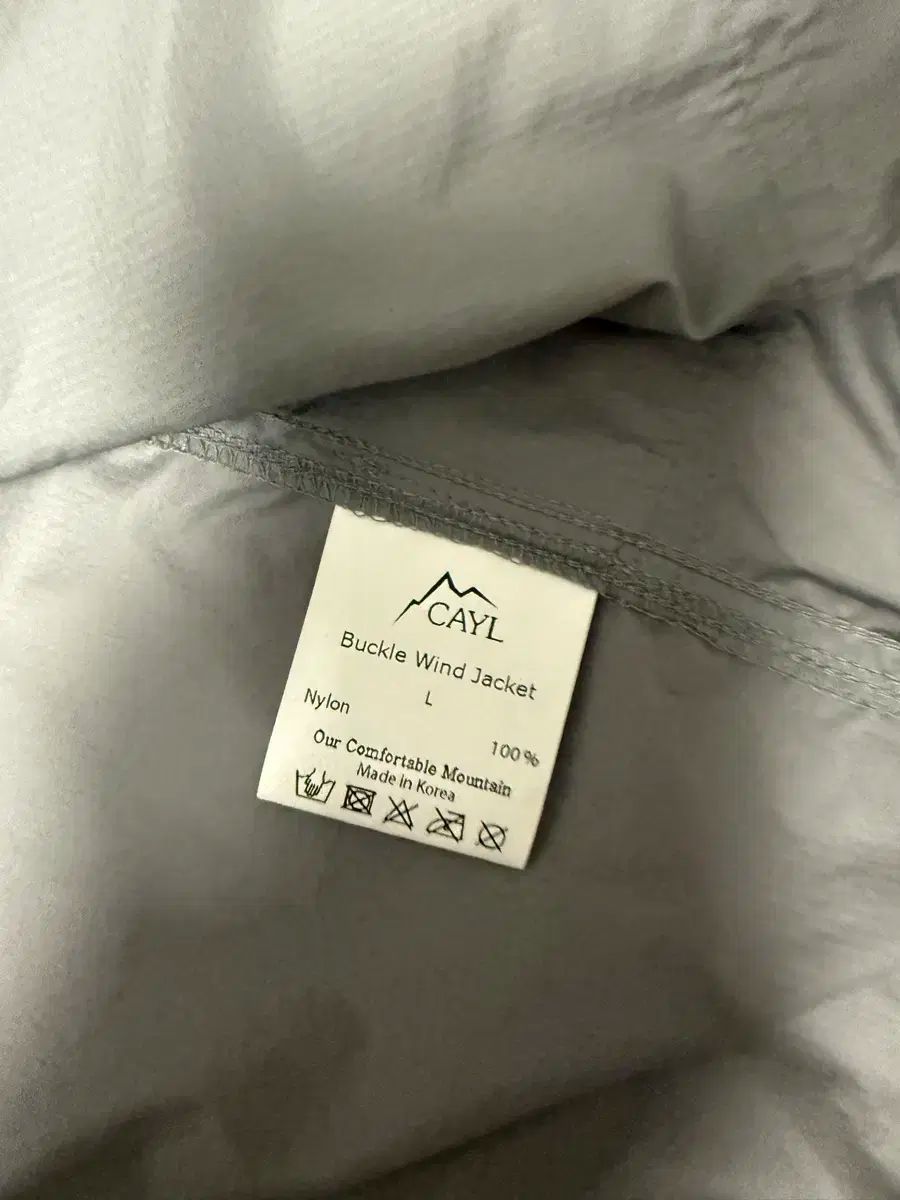 CAYL
Buckle Wind Jacket
L
Nylon 100%
Our Comfortable Mountain
Made in Korea